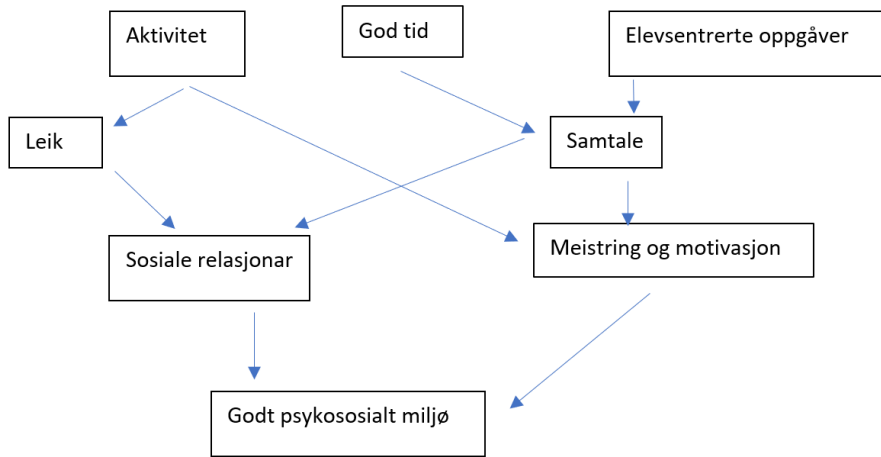 Aktivitet
God tid
Elevsentrerte oppgåver
Leik
Samtale
Sosiale relasjonar
Meistring og motivasjon
Godt psykososialt miljø